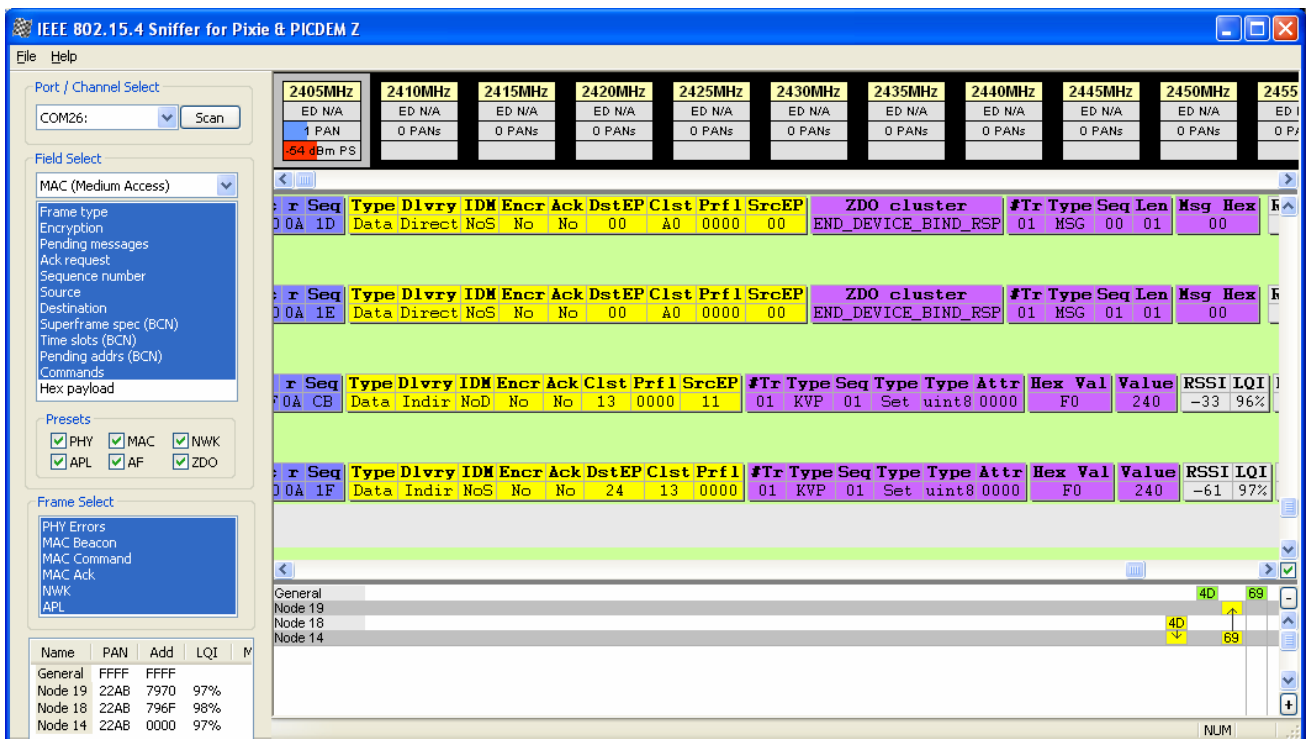 IEEE 802.15.4 Sniffer for Pixie & PICDEM Z
File Help
Port / Channel Select
COM26: Scan
Field Select
MAC (Medium Access)
Frame type
Encryption
Pending messages
Ack request
Sequence number
Source
Destination
Superframe spec (BCN)
Time slots (BCN)
Pending addrs (BCN)
Commands
Hex payload
Presets
PHY MAC NWK
APL AF ZDO
Frame Select
PHY Errors
MAC Beacon
MAC Command
MAC Ack
NWK
APL
Name PAN Add LQI M
General FFFF FFFF
Node 19 22AB 7970 97%
Node 18 22AB 796F 98%
Node 14 22AB 0000 97%
2405MHz 2410MHz 2415MHz 2420MHz 2425MHz 2430MHz 2435MHz 2440MHz 2445MHz 2450MHz 2455
ED N/A ED N/A ED N/A ED N/A ED N/A ED N/A ED N/A ED N/A ED N/A ED N/A ED
1 PAN 0 PANs 0 PANs 0 PANs 0 PANs 0 PANs 0 PANs 0 PANs 0 PANs 0 PANs 0 PA
-54 dBm PS
r Seq Type Dlvry IDM Encr Ack DstEP Clst Prfl SrcEP ZDO cluster #Tr Type Seq Len Msg Hex R
0A 1D Data Direct NoS No No 00 A0 0000 00 END_DEVICE_BIND_RSP 01 MSG 00 01 00
r Seq Type Dlvry IDM Encr Ack DstEP Clst Prfl SrcEP ZDO cluster #Tr Type Seq Len Msg Hex R
0A 1E Data Direct NoS No No 00 A0 0000 00 END_DEVICE_BIND_RSP 01 MSG 01 01 00
r Seq Type Dlvry IDM Encr Ack Clst Prfl SrcEP #Tr Type Seq Type Type Attr Hex Val Value RSSI LQI
0A CB Data Indir NoD No No 13 0000 11 01 KVP 01 Set uint8 0000 F0 240 -33 96%
r Seq Type Dlvry IDM Encr Ack DstEP Clst Prfl #Tr Type Seq Type Type Attr Hex Val Value RSSI LQI
0A 1F Data Indir NoS No No 24 13 0000 01 KVP 01 Set uint8 0000 F0 240 -61 97%
General 4D 69
Node 19
Node 18 4D
Node 14 69
NUM